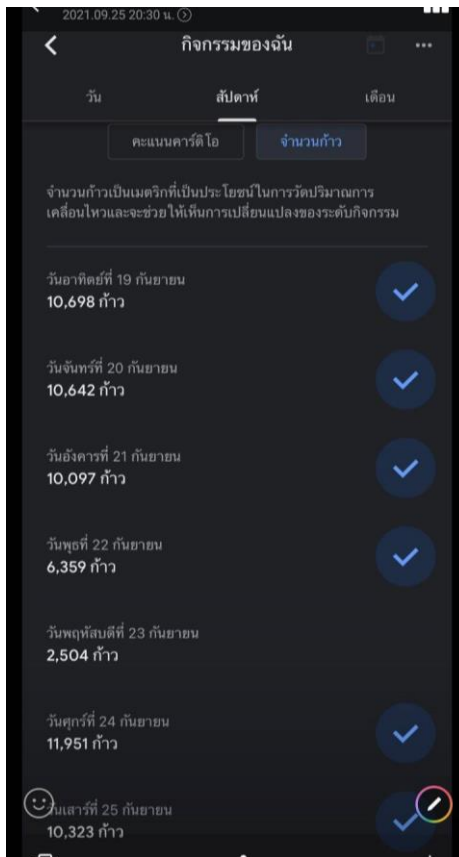 2021.09.25 20:30 น.
กิจกรรมของฉัน
วัน สัปดาห์ เดือน
คะแนนคาร์ดิโอ จำนวนก้าว
จำนวนก้าวเป็นเมตริกที่เป็นประโยชน์ในการวัดปริมาณการ
เคลื่อนไหวและจะช่วยให้เห็นการเปลี่ยนแปลงของระดับกิจกรรม
วันอาทิตย์ที่ 19 กันยายน
10,698 ก้าว
วันจันทร์ที่ 20 กันยายน
10,642 ก้าว
วันอังคารที่ 21 กันยายน
10,097 ก้าว
วันพุธที่ 22 กันยายน
6,359 ก้าว
วันพฤหัสบดีที่ 23 กันยายน
2,504 ก้าว
วันศุกร์ที่ 24 กันยายน
11,951 ก้าว
วันเสาร์ที่ 25 กันยายน
10,323 ก้าว